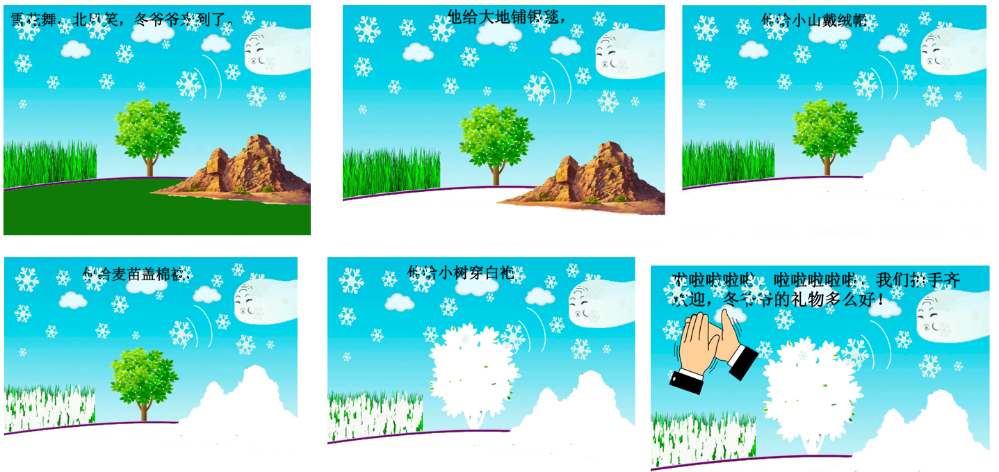 雪花舞,北风笑,冬爷爷来到了。
他给大地铺银毯,
他给小山戴绒帽
他给麦苗盖棉被,
他给小树穿白袍
啦啦啦啦啦,啦啦啦啦啦,我们拍手齐
欢迎,冬爷爷的礼物多么好!